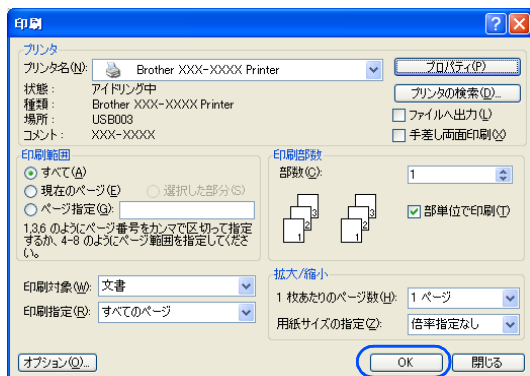 印刷
プリンタ
プリンタ名(N): Brother XXX-XXXX Printer プロパティ(P)
状態: アイドリング中 プリンタの検索(D)...
種類: Brother XXX-XXXX Printer
場所: USB003 ファイルへ出力(L)
コメント: XXX-XXXX 手差し両面印刷(X)
印刷範囲 印刷部数
すべて(A) 部数(C): 1
現在のページ(E) 選択した部分(S)
ページ指定(G): 部単位で印刷(T)
1,3,6 のようにページ番号をカンマで区切って指定
するか、4-8 のようにページ範囲を指定してくださ
い。
1 2 3 1 2 3
印刷対象(W): 文書 拡大/縮小
印刷指定(R): すべてのページ 1 枚あたりのページ数(H): 1 ページ
用紙サイズの指定(Z): 倍率指定なし
オプション(O)... OK 閉じる